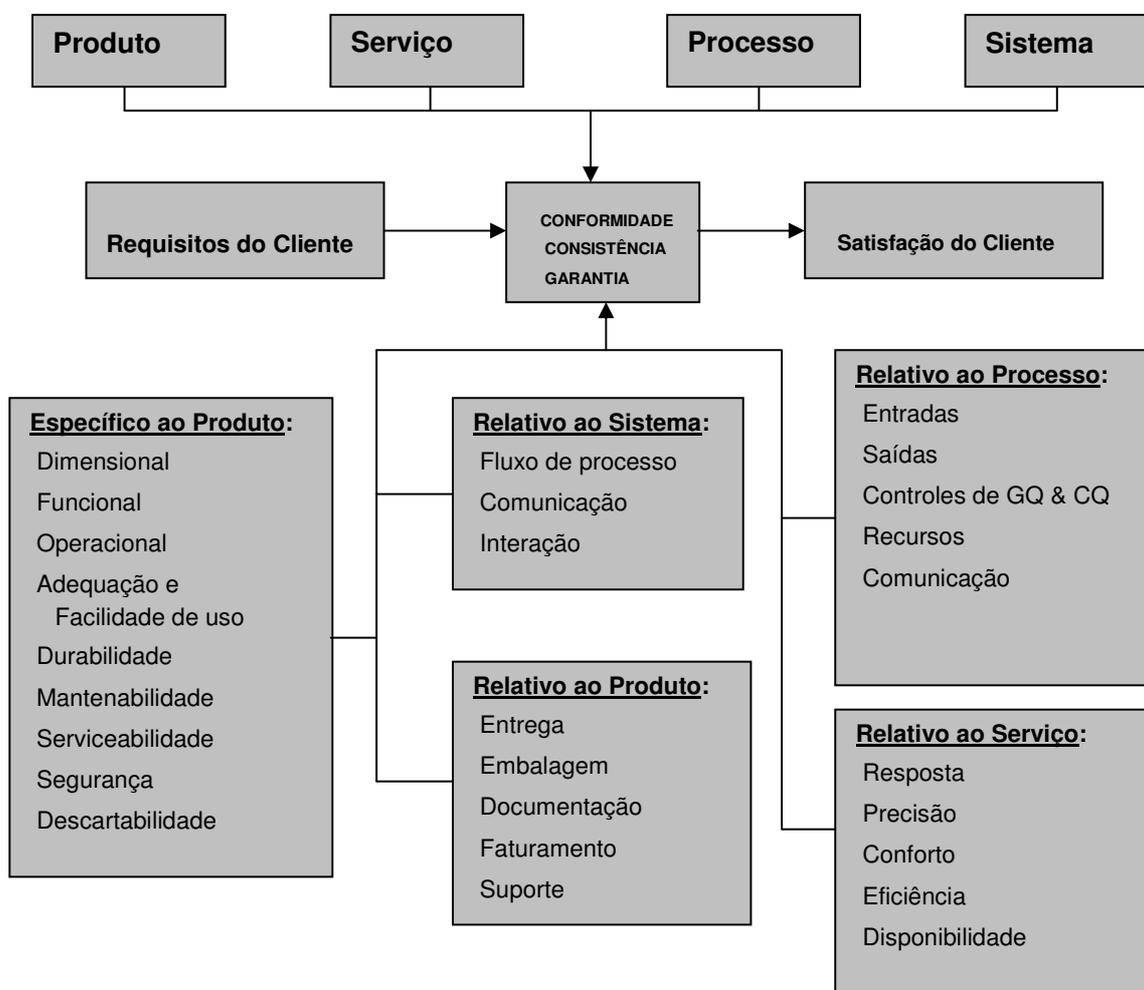 Produto
Serviço
Processo
Sistema
Requisitos do Cliente
CONFORMIDADE
CONSISTÊNCIA
GARANTIA
Satisfação do Cliente
Específico ao Produto:
Dimensional
Funcional
Operacional
Adequação e
Facilidade de uso
Durabilidade
Mantenabilidade
Serviceabilidade
Segurança
Descartabilidade
Relativo ao Sistema:
Fluxo de processo
Comunicação
Interação
Relativo ao Produto:
Entrega
Embalagem
Documentação
Faturamento
Suporte
Relativo ao Processo:
Entradas
Saídas
Controles de GQ & CQ
Recursos
Comunicação
Relativo ao Serviço:
Resposta
Precisão
Conforto
Eficiência
Disponibilidade